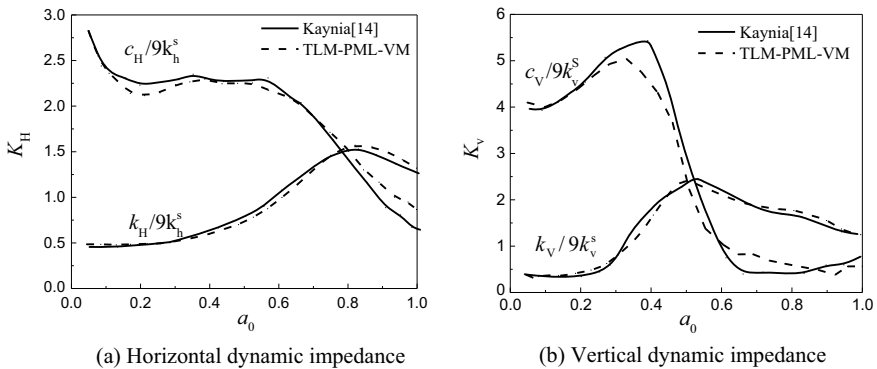 3.0
2.5
2.0
1.5
1.0
0.5
0.0
K_H
Kaynia[14]
TLM-PML-VM
c_H/9k_h^s
k_H/9k_h^s
0.0 0.2 0.4 0.6 0.8 1.0
a_0
(a) Horizontal dynamic impedance
6
5
4
3
2
1
0
K_v
Kaynia[14]
TLM-PML-VM
c_V/9k_v^s
k_V/9k_v^s
0.0 0.2 0.4 0.6 0.8 1.0
a_0
(b) Vertical dynamic impedance